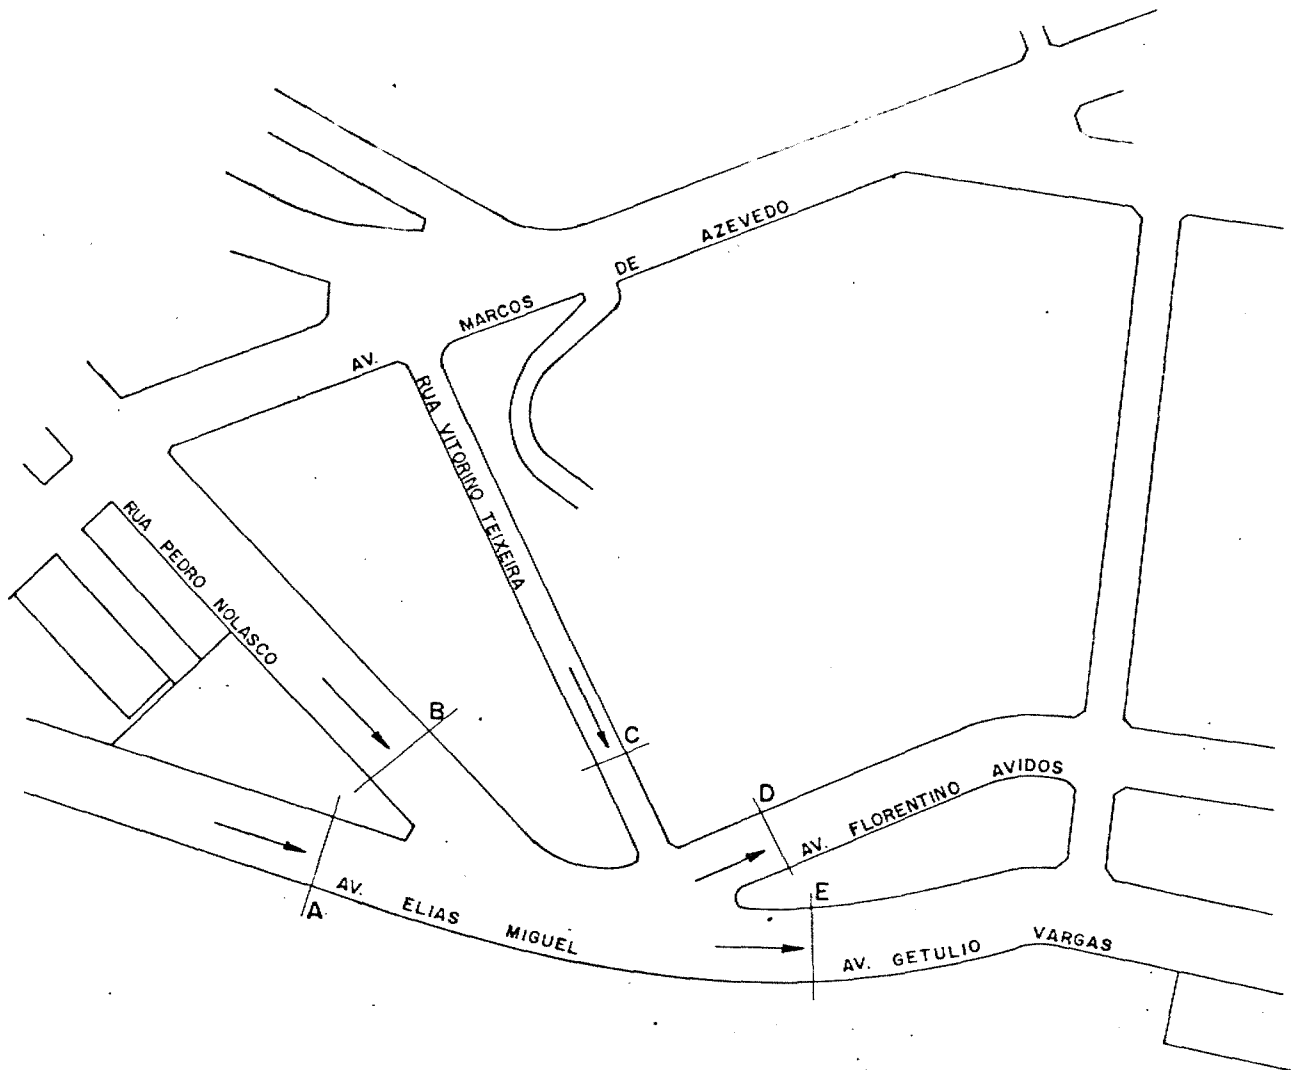 AV. MARCOS DE AZEVEDO
RUA VITORINO TEIXEIRA
RUA PEDRO NOLASCO
B
C
D
AV. FLORENTINO AVIDOS
E
A
AV. ELIAS MIGUEL
AV. GETULIO VARGAS